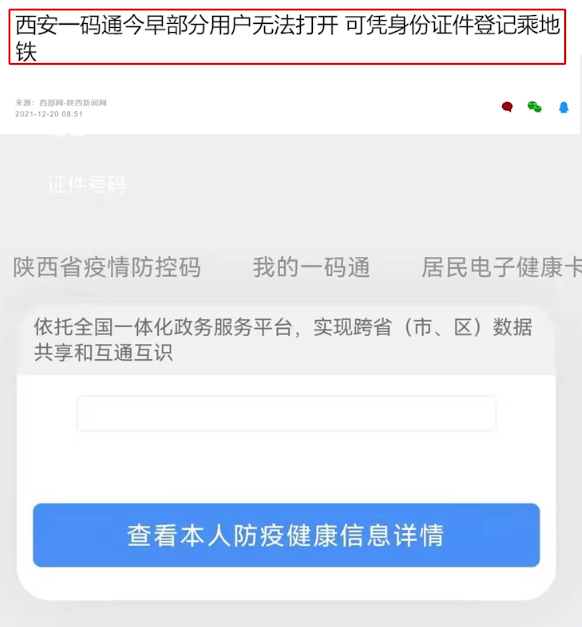 西安一码通今早部分用户无法打开 可凭身份证件登记乘地
铁
来源：西部网-陕西新闻网
2021-12-20 08:51
证件号码
陕西省疫情防控码 我的一码通 居民电子健康卡
依托全国一体化政务服务平台，实现跨省（市、区）数据
共享和互通互识
查看本人防疫健康信息详情